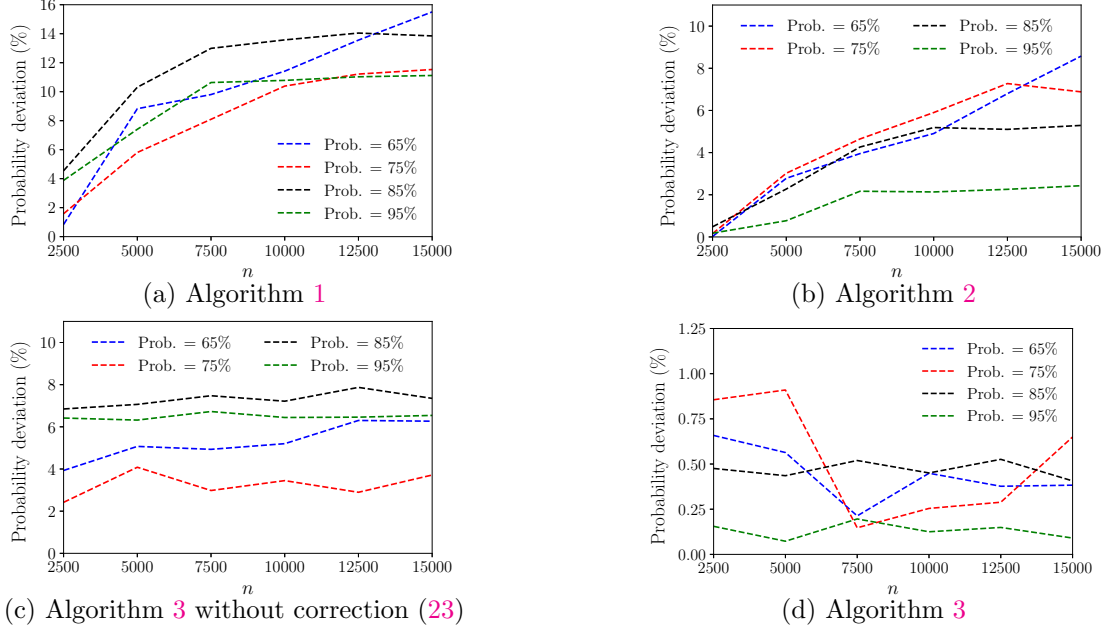 Probability deviation (%)
16
14
12
10
8
6
4
2
0
Prob. = 65%
Prob. = 75%
Prob. = 85%
Prob. = 95%
2500 5000 7500 10000 12500 15000
n
(a) Algorithm 1
Probability deviation (%)
10
8
6
4
2
0
Prob. = 65% Prob. = 85%
Prob. = 75% Prob. = 95%
2500 5000 7500 10000 12500 15000
n
(b) Algorithm 2
Probability deviation (%)
10
8
6
4
2
0
Prob. = 65% Prob. = 85%
Prob. = 75% Prob. = 95%
2500 5000 7500 10000 12500 15000
n
(c) Algorithm 3 without correction (23)
Probability deviation (%)
1.25
1.00
0.75
0.50
0.25
0.00
Prob. = 65%
Prob. = 75%
Prob. = 85%
Prob. = 95%
2500 5000 7500 10000 12500 15000
n
(d) Algorithm 3